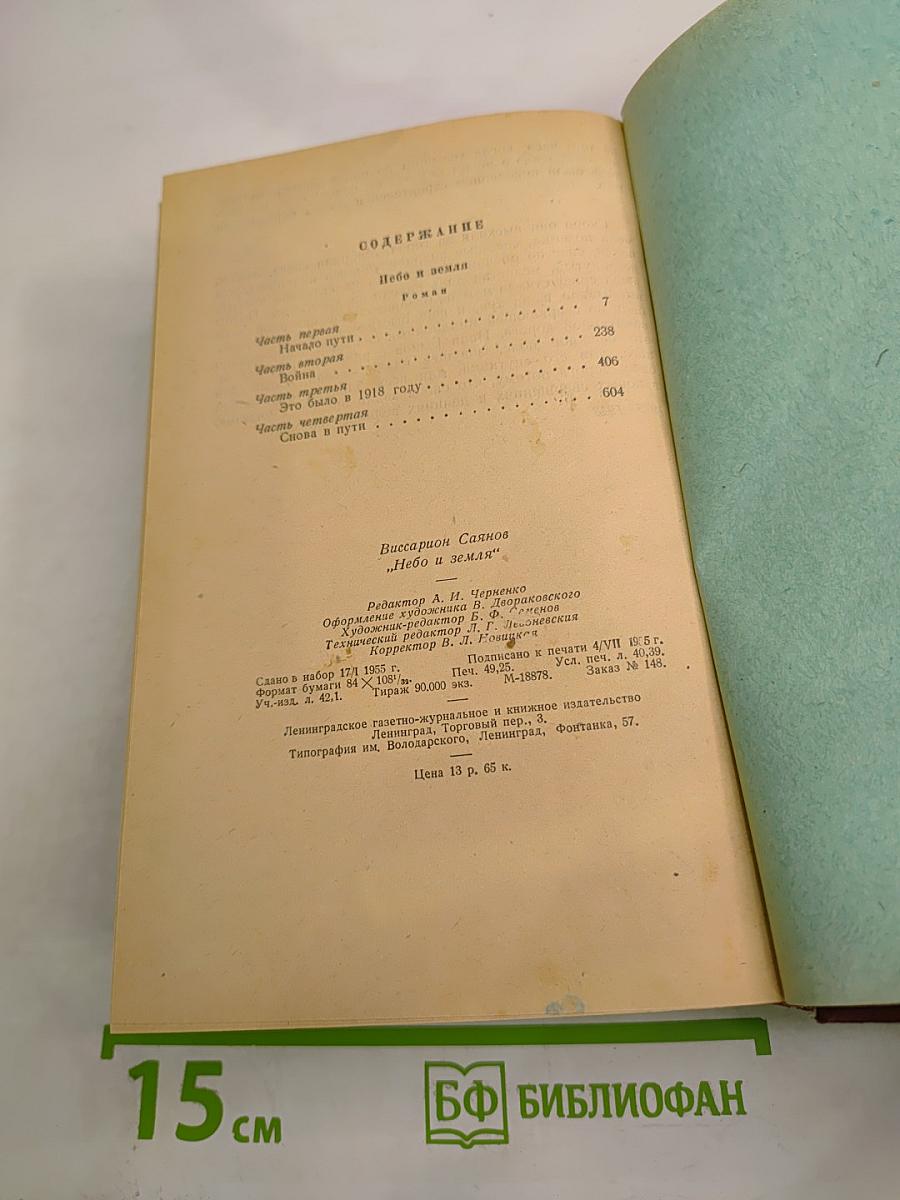 СОДЕРЖАНИЕ
Небо и земля
Роман
Часть первая
Начало пути . . . . . . . . . . . . . . . . . 7
Часть вторая
Война . . . . . . . . . . . . . . . . . . . 238
Часть третья
Это было в 1918 году . . . . . . . . . . . 406
Часть четвертая
Снова в пути . . . . . . . . . . . . . . . 604
Виссарион Саянов
„Небо и земля“
Редактор А. И. Черненко
Оформление художника В. Двораковского
Художник-редактор Б. Ф. Семенов
Технический редактор Л. Г.
Корректор В. Л. Новицкая
Сдано в набор 17/I 1955 г. Подписано к печати 4/VII 1955 г.
Формат бумаги 84 × 108¹/₃₂. Печ. 49,25. Усл. печ. л. 40,39.
Уч.-изд. л. 42,1. Тираж 90.000 экз. М-18878. Заказ № 148.
Ленинградское газетно-журнальное и книжное издательство
Ленинград, Торговый пер., 3.
Типография им. Володарского, Ленинград, Фонтанка, 57.
Цена 13 р. 65 к.
15 см
БФ БИБЛИОФАН